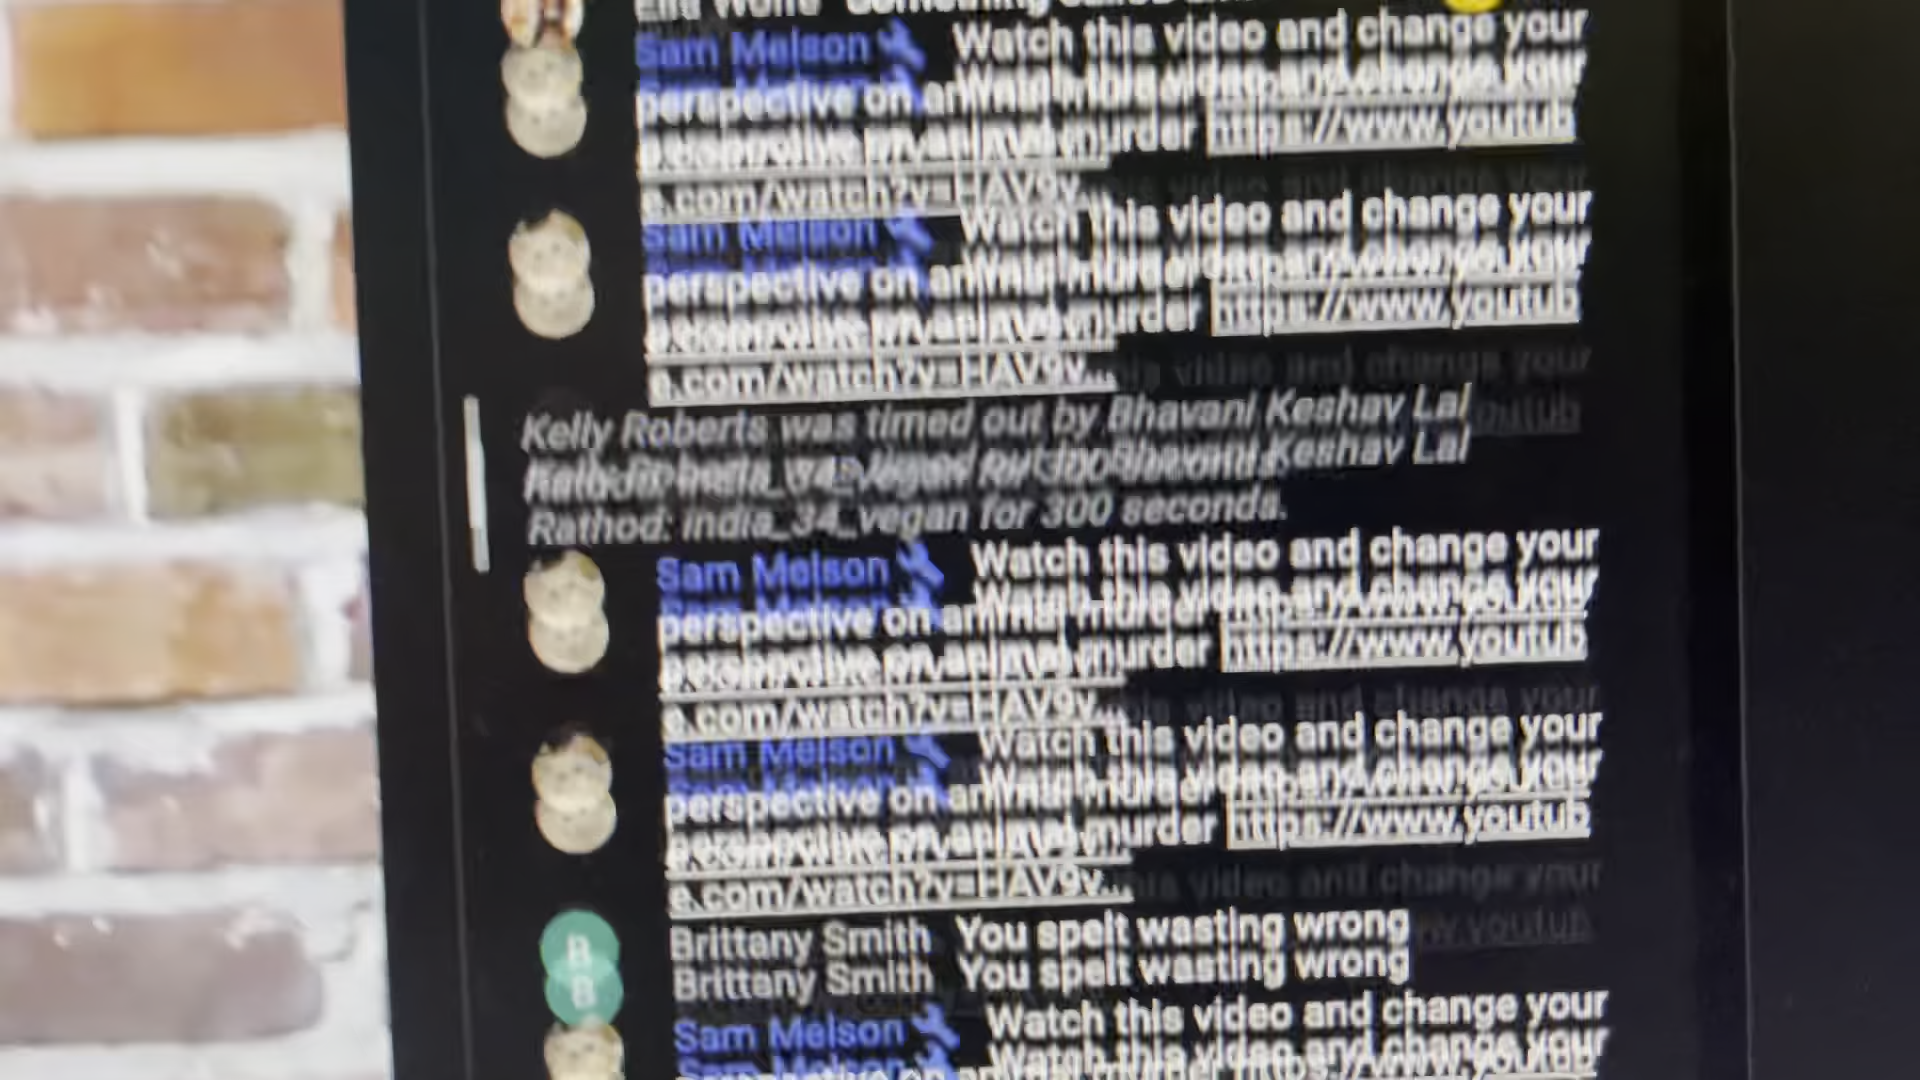 Sam Melson Watch this video and change your
perspective on animal murder https://www.youtub
e.com/watch?v=HAV9v...
Sam Melson Watch this video and change your
perspective on animal murder https://www.youtub
e.com/watch?v=HAV9v...
Kelly Roberts was timed out by Bhavani Keshav Lal
Rathod: india_34_vegan for 300 seconds.
Sam Melson Watch this video and change your
perspective on animal murder https://www.youtub
e.com/watch?v=HAV9v...
Sam Melson Watch this video and change your
perspective on animal murder https://www.youtub
e.com/watch?v=HAV9v...
B Brittany Smith You spelt wasting wrong
Sam Melson Watch this video and change your